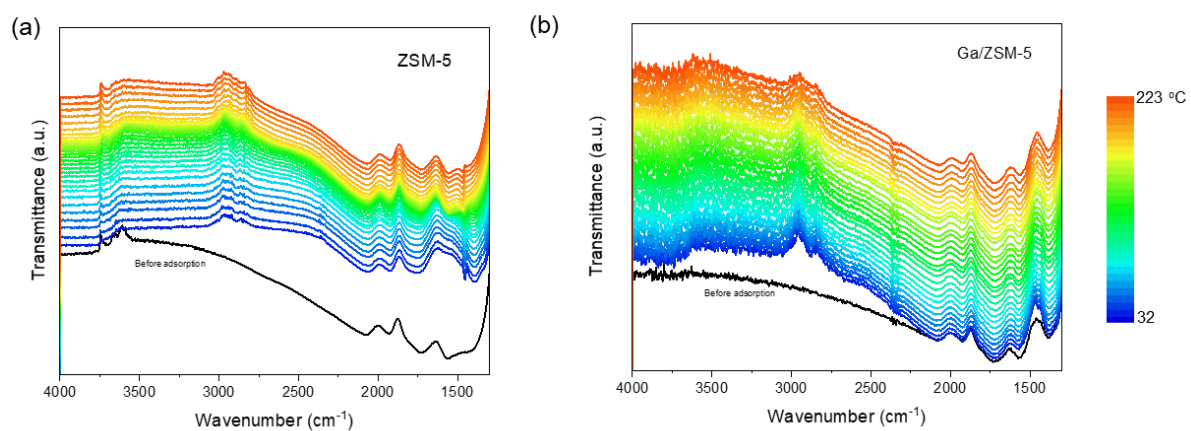 (a)
ZSM-5
Before adsorption
Transmittance (a.u.)
4000 3500 3000 2500 2000 1500
Wavenumber (cm⁻¹)
(b)
Ga/ZSM-5
Before adsorption
Transmittance (a.u.)
4000 3500 3000 2500 2000 1500
Wavenumber (cm⁻¹)
223 ºC
32